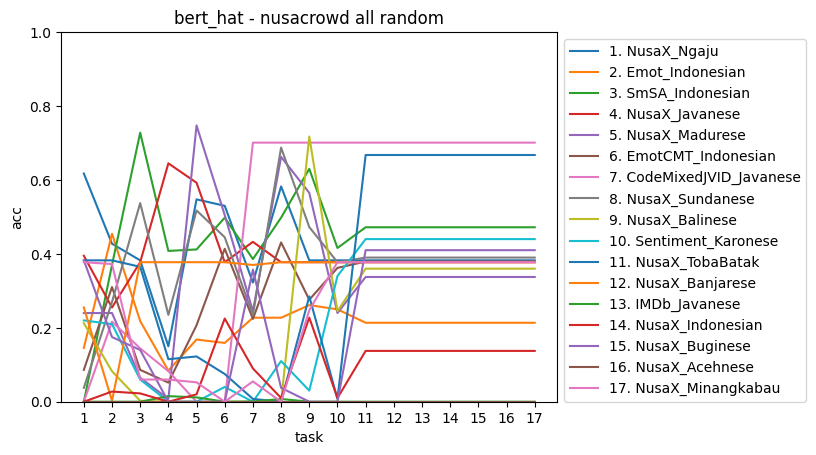 bert_hat - nusacrowd all random
1.0
0.8
0.6
0.4
0.2
0.0
acc
1 2 3 4 5 6 7 8 9 10 11 12 13 14 15 16 17
task
1. NusaX_Ngaju
2. Emot_Indonesian
3. SmSA_Indonesian
4. NusaX_Javanese
5. NusaX_Madurese
6. EmotCMT_Indonesian
7. CodeMixedJVID_Javanese
8. NusaX_Sundanese
9. NusaX_Balinese
10. Sentiment_Karonese
11. NusaX_TobaBatak
12. NusaX_Banjarese
13. IMDb_Javanese
14. NusaX_Indonesian
15. NusaX_Buginese
16. NusaX_Acehnese
17. NusaX_Minangkabau